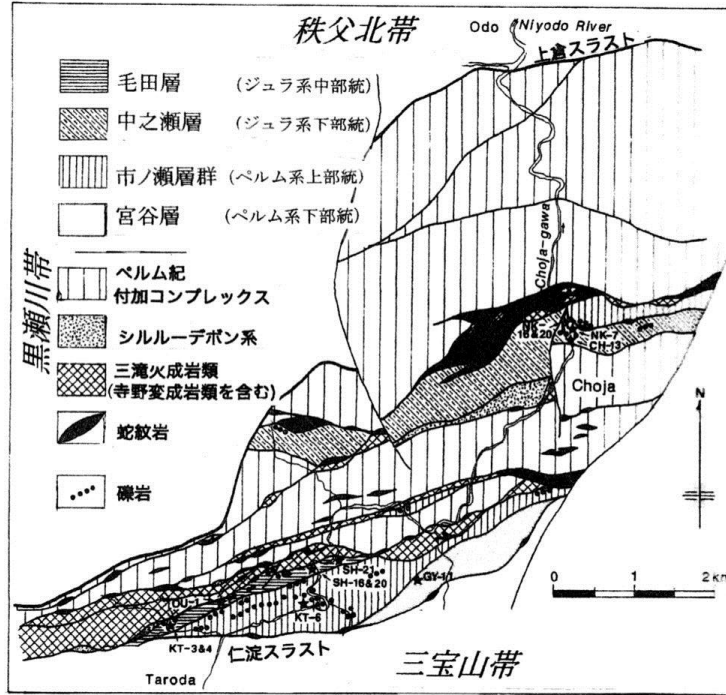 秩父北帯
Odo
Niyodo River
上倉スラスト
毛田層 (ジュラ系中部統)
中之瀬層 (ジュラ系下部統)
市ノ瀬層群 (ペルム系上部統)
宮谷層 (ペルム系下部統)
ペルム紀
付加コンプレックス
シルルーデボン系
三滝火成岩類
(寺野変成岩類を含む)
蛇紋岩
礫岩
黒瀬川帯
Choja-gawa
16&20
NK-7
CH-13
Choja
N
SH-21
SH-16&20
GY-11
OU-1
KT-6
KT-3&4
0 1 2 km
仁淀スラスト
三宝山帯
Taroda